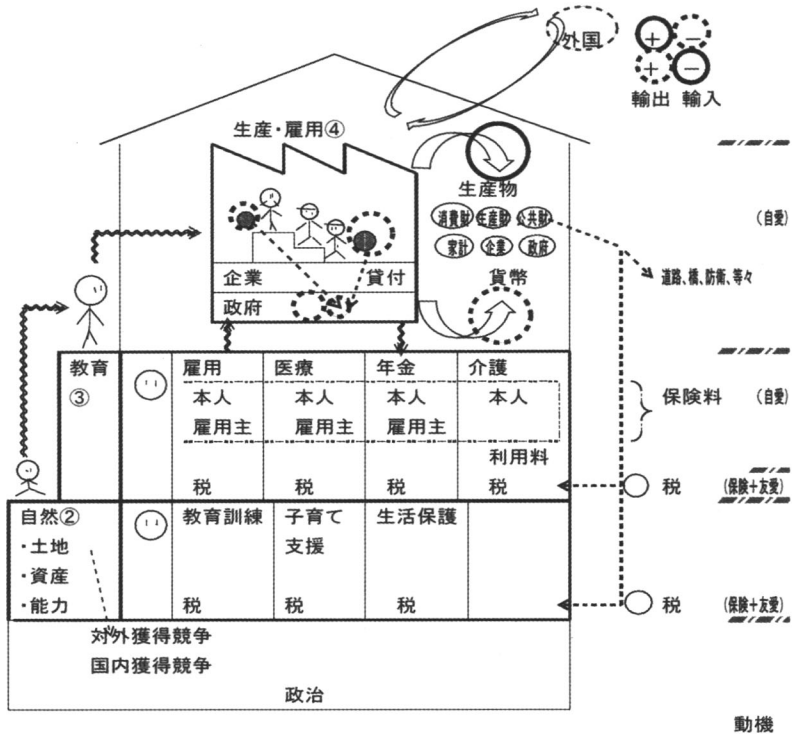 外国
+ −
+ −
輸出 輸入
生産・雇用④
生産物
消費財 生産財 公共財
家計 企業 政府
(自愛)
道路、橋、防衛、等々
企業 貸付
政府
貨幣
教育
③
雇用 医療 年金 介護
本人 本人 本人 本人
雇用主 雇用主 雇用主
保険料 (自愛)
利用料
税 税 税 税
税 (保険+友愛)
自然②
・土地
・資産
・能力
教育訓練 子育て 生活保護
支援
税 税 税
税 (保険+友愛)
対外獲得競争
国内獲得競争
政治
動機